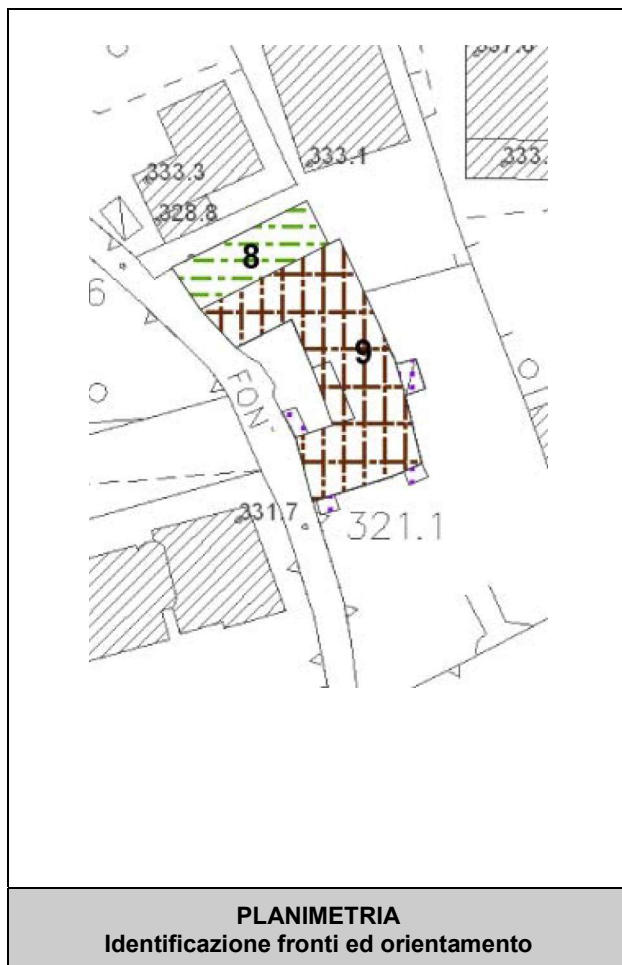 333.1
333.3
328.8
8
9
FON
331.7
321.1
PLANIMETRIA
Identificazione fronti ed orientamento